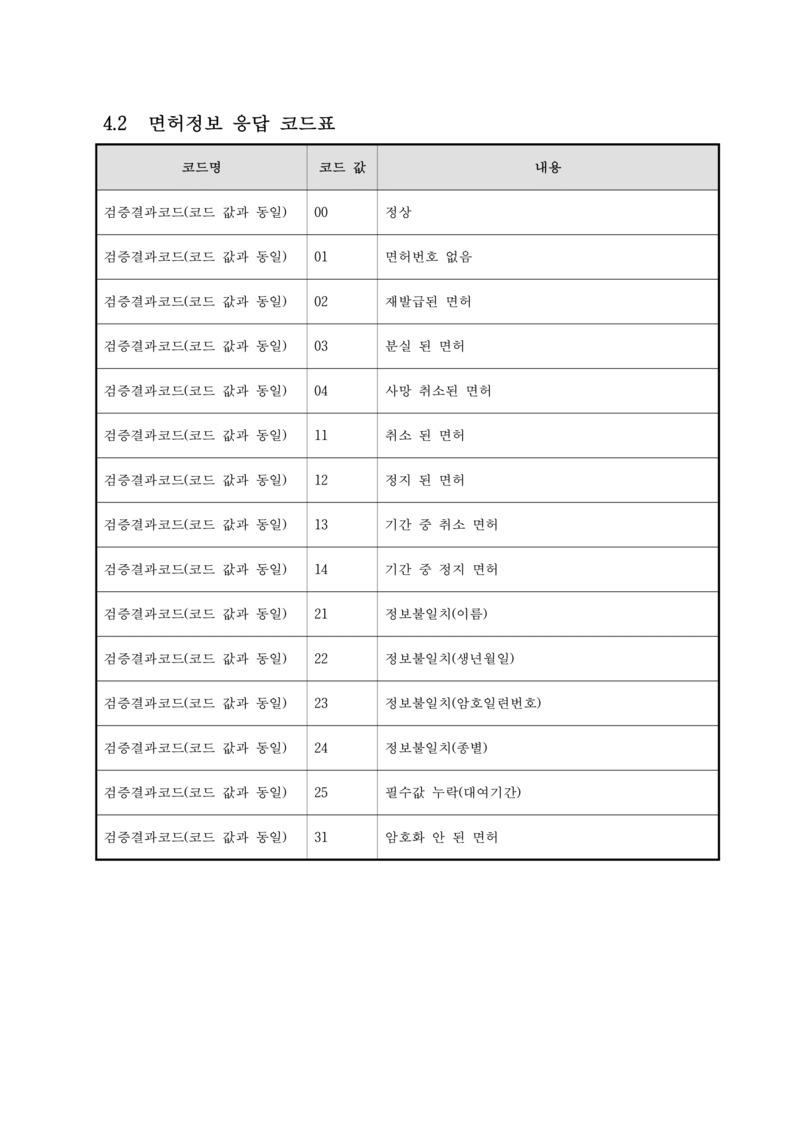 4.2 면허정보 응답 코드표
코드명 코드 값 내용
검증결과코드(코드 값과 동일) 00 정상
검증결과코드(코드 값과 동일) 01 면허번호 없음
검증결과코드(코드 값과 동일) 02 재발급된 면허
검증결과코드(코드 값과 동일) 03 분실 된 면허
검증결과코드(코드 값과 동일) 04 사망 취소된 면허
검증결과코드(코드 값과 동일) 11 취소 된 면허
검증결과코드(코드 값과 동일) 12 정지 된 면허
검증결과코드(코드 값과 동일) 13 기간 중 취소 면허
검증결과코드(코드 값과 동일) 14 기간 중 정지 면허
검증결과코드(코드 값과 동일) 21 정보불일치(이름)
검증결과코드(코드 값과 동일) 22 정보불일치(생년월일)
검증결과코드(코드 값과 동일) 23 정보불일치(암호일련번호)
검증결과코드(코드 값과 동일) 24 정보불일치(종별)
검증결과코드(코드 값과 동일) 25 필수값 누락(대여기간)
검증결과코드(코드 값과 동일) 31 암호화 안 된 면허